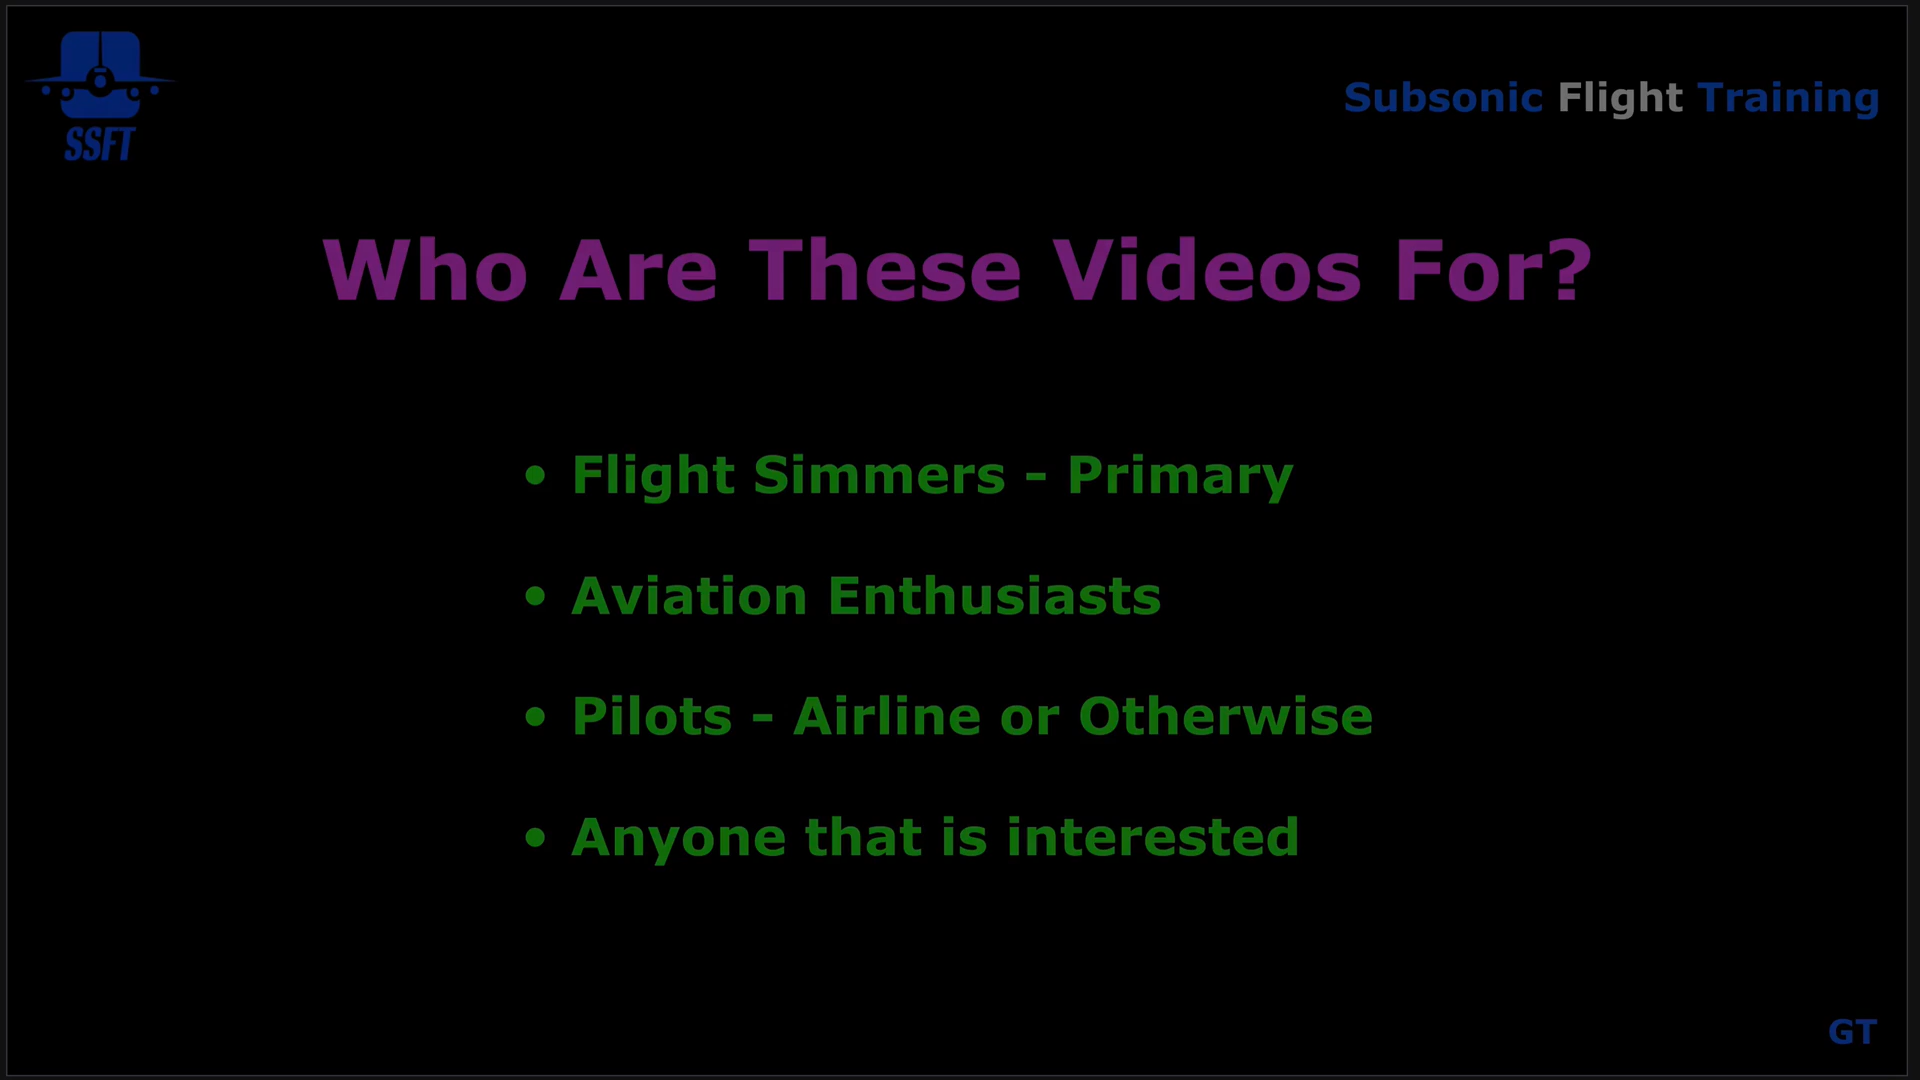 SSFT
Subsonic Flight Training
Who Are These Videos For?
• Flight Simmers - Primary
• Aviation Enthusiasts
• Pilots - Airline or Otherwise
• Anyone that is interested
GT